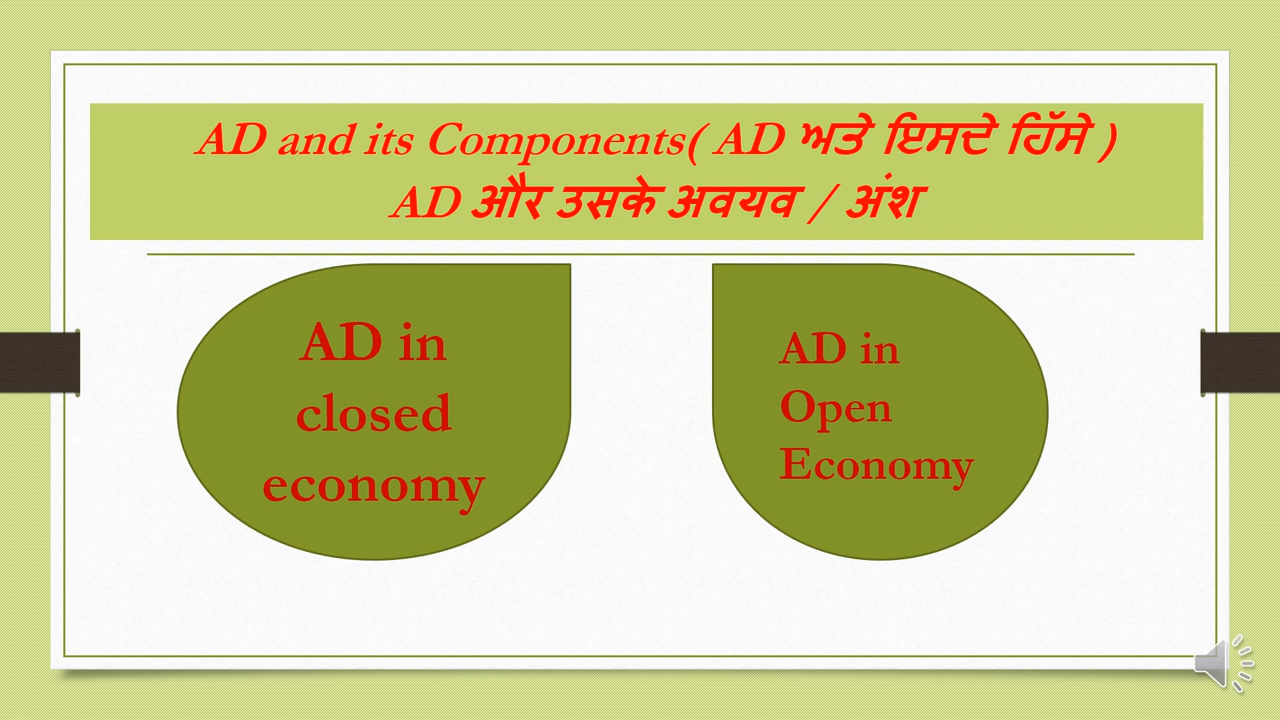 AD and its Components( AD ਅਤੇ ਇਸਦੇ ਹਿੱਸੇ )
AD और उसके अवयव / अंश
AD in
closed
economy
AD in
Open
Economy